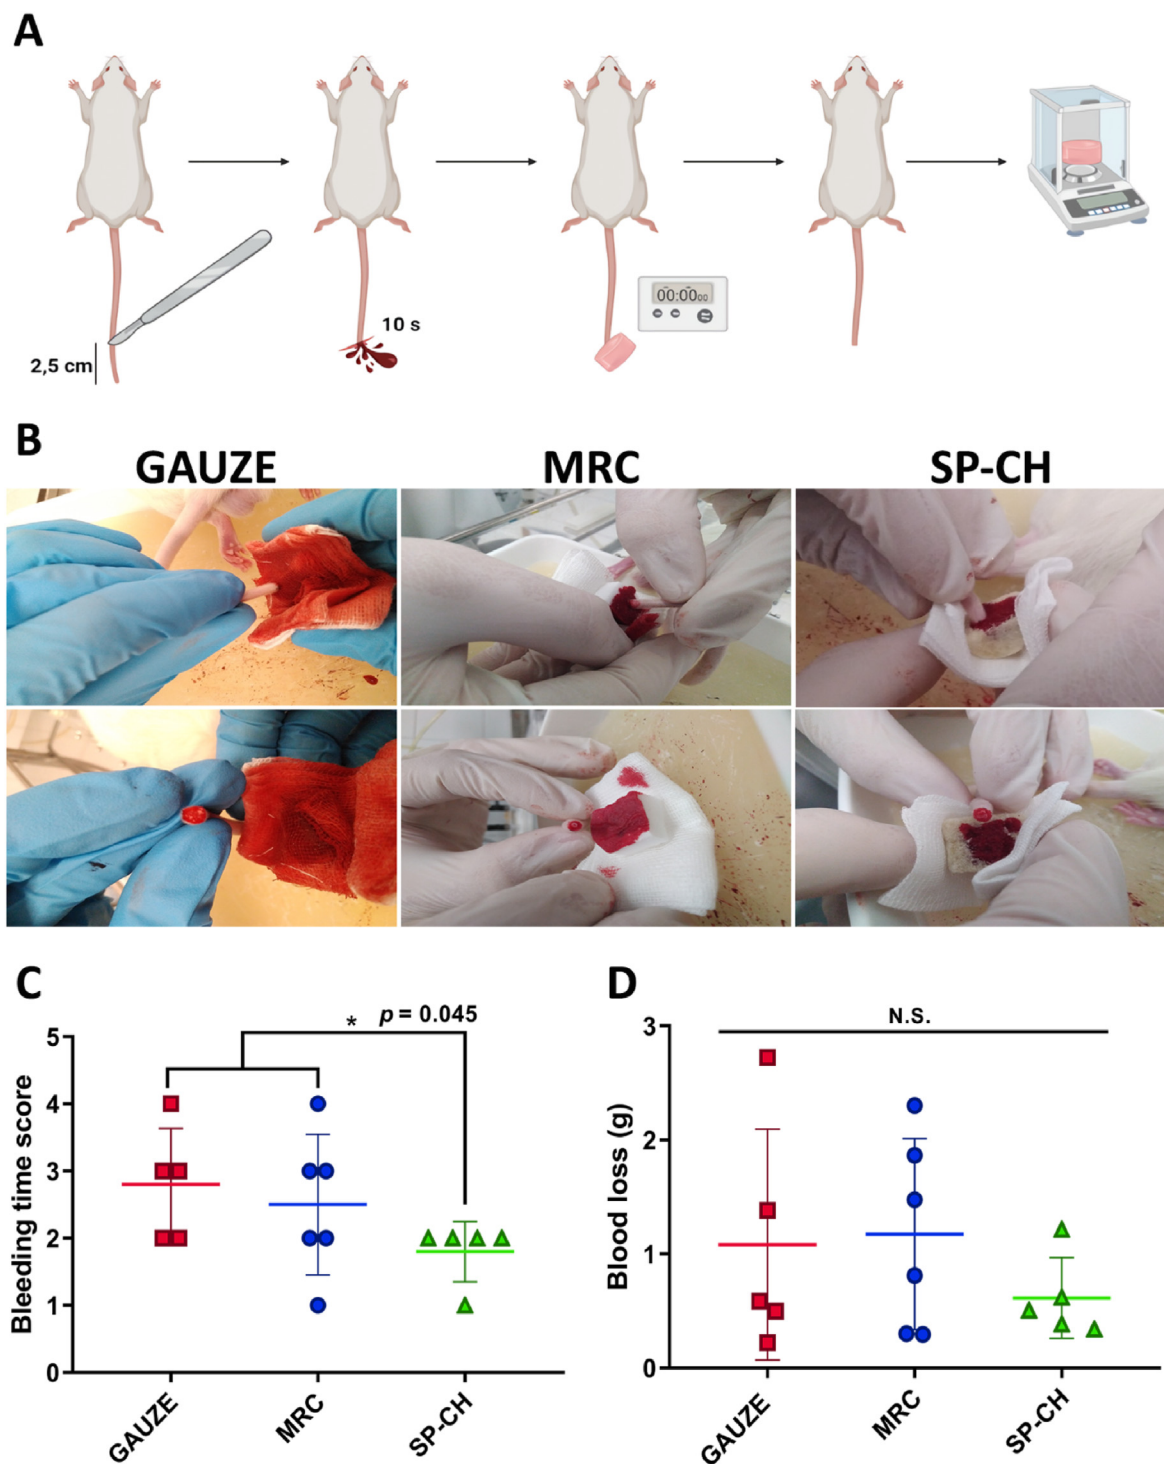 A
10 s
00:00 00
2,5 cm
B
GAUZE MRC SP-CH
C
D
* p = 0.045
N.S.
5
4
3
2
1
0
Bleeding time score
GAUZE
MRC
SP-CH
3
2
1
0
Blood loss (g)
GAUZE
MRC
SP-CH